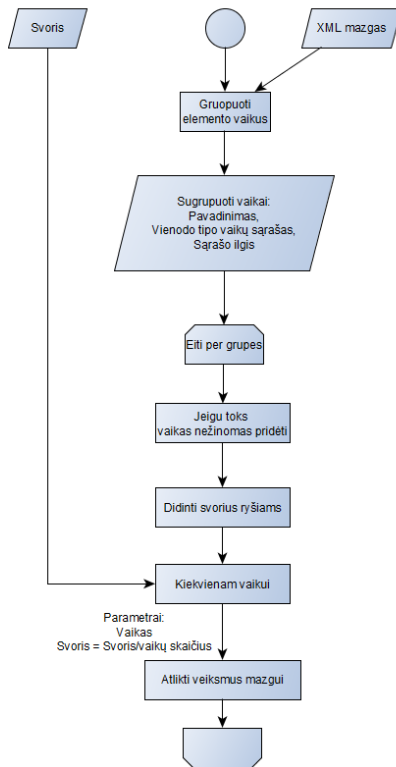 Svoris
XML mazgas
Gruopuoti
elemento vaikus
Sugrupuoti vaikai:
Pavadinimas,
Vienodo tipo vaikų sąrašas,
Sąrašo ilgis
Eiti per grupes
Jeigu toks
vaikas nežinomas pridėti
Didinti svorius ryšiams
Kiekvienam vaikui
Parametrai:
Vaikas
Svoris = Svoris/vaikų skaičius
Atlikti veiksmus mazgui